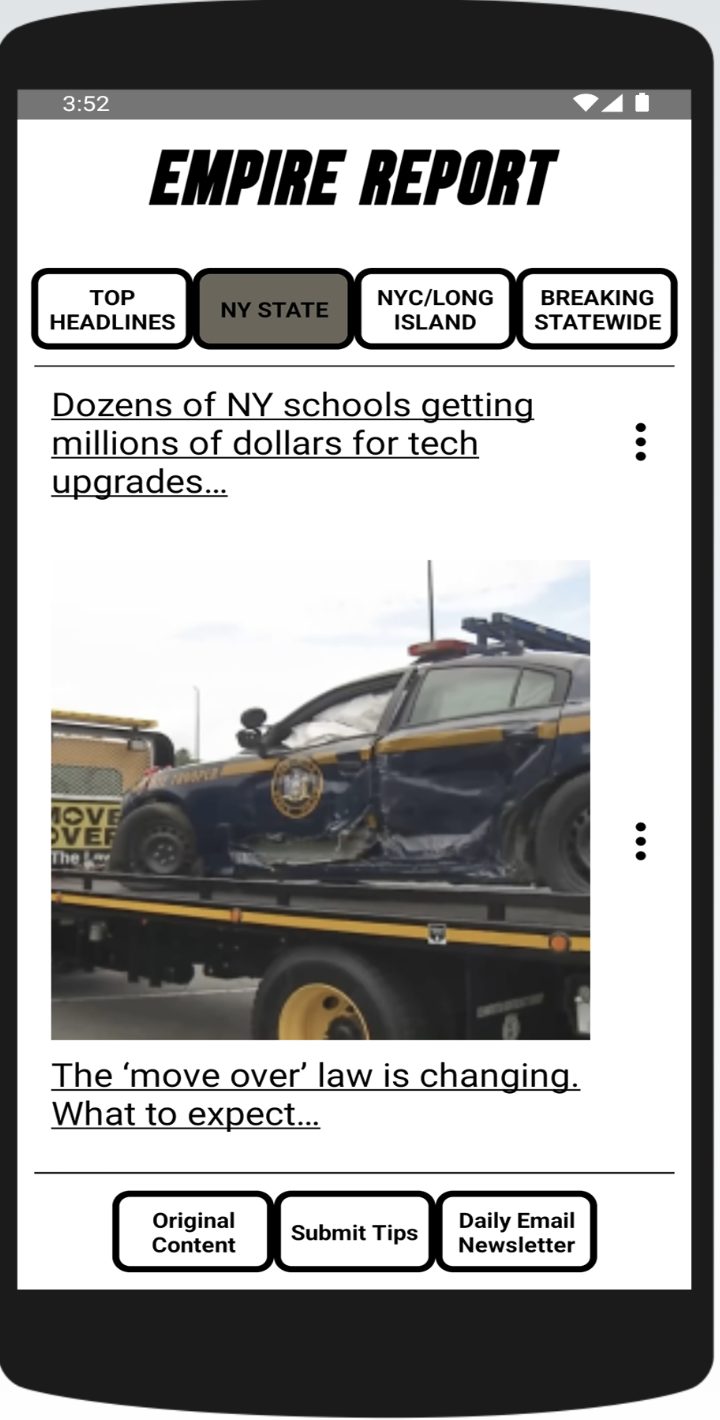 3:52
EMPIRE REPORT
TOP
HEADLINES
NY STATE
NYC/LONG
ISLAND
BREAKING
STATEWIDE
Dozens of NY schools getting
millions of dollars for tech
upgrades...
TROOPER
MOVE
OVER
The Law
The ‘move over’ law is changing.
What to expect...
Original
Content
Submit Tips
Daily Email
Newsletter